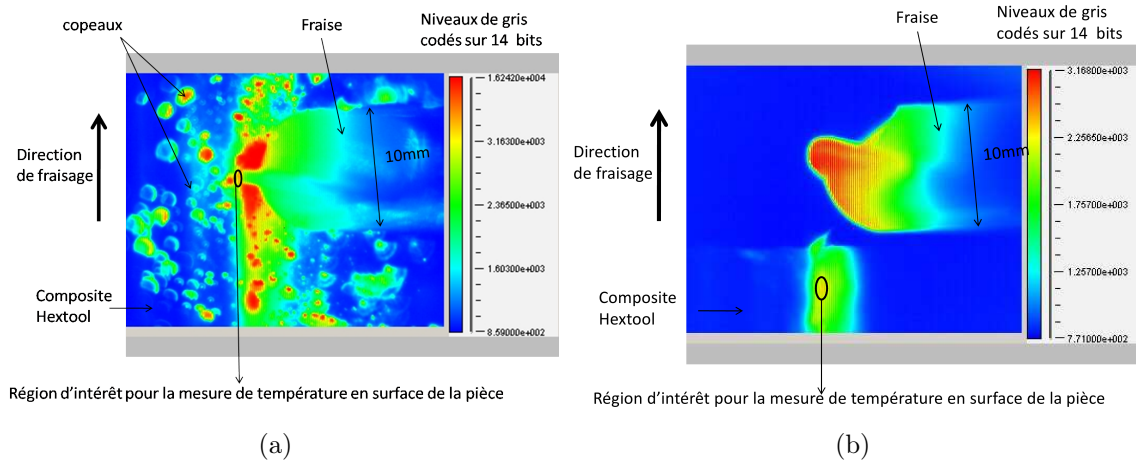 copeaux
Fraise
Niveaux de gris
codés sur 14 bits
1.62420e+004
3.16300e+003
2.36500e+003
1.60300e+003
8.59000e+002
10mm
Direction
de fraisage
Composite
Hextool
Région d'intérêt pour la mesure de température en surface de la pièce
(a)
Fraise
Niveaux de gris
codés sur 14 bits
3.16800e+003
2.25650e+003
1.75700e+003
1.25700e+003
7.71000e+002
10mm
Direction
de fraisage
Composite
Hextool
Région d'intérêt pour la mesure de température en surface de la pièce
(b)